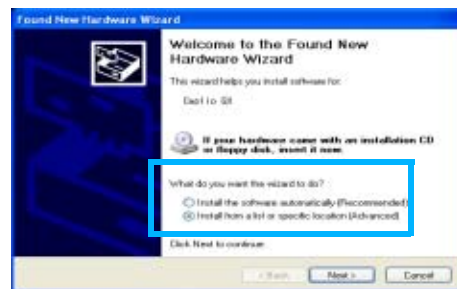 Found New Hardware Wizard
Welcome to the Found New
Hardware Wizard
This wizard helps you install software for:
If your hardware came with an installation CD
or floppy disk, insert it now.
What do you want the wizard to do?
Install the software automatically (Recommended)
Install from a list or specific location (Advanced)
Click Next to continue.
< Back
Next >
Cancel